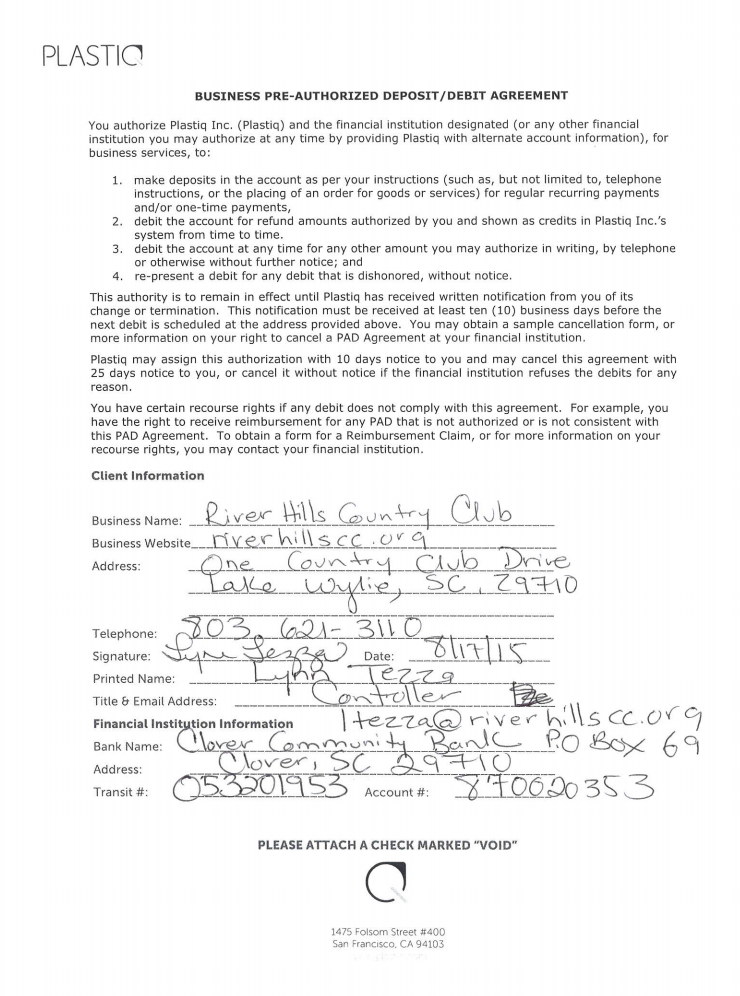 PLASTIQ
BUSINESS PRE-AUTHORIZED DEPOSIT/DEBIT AGREEMENT
You authorize Plastiq Inc. (Plastiq) and the financial institution designated (or any other financial
institution you may authorize at any time by providing Plastiq with alternate account information), for
business services, to:
1. make deposits in the account as per your instructions (such as, but not limited to, telephone
instructions, or the placing of an order for goods or services) for regular recurring payments
and/or one-time payments,
2. debit the account for refund amounts authorized by you and shown as credits in Plastiq Inc.'s
system from time to time.
3. debit the account at any time for any other amount you may authorize in writing, by telephone
or otherwise without further notice; and
4. re-present a debit for any debit that is dishonored, without notice.
This authority is to remain in effect until Plastiq has received written notification from you of its
change or termination. This notification must be received at least ten (10) business days before the
next debit is scheduled at the address provided above. You may obtain a sample cancellation form, or
more information on your right to cancel a PAD Agreement at your financial institution.
Plastiq may assign this authorization with 10 days notice to you and may cancel this agreement with
25 days notice to you, or cancel it without notice if the financial institution refuses the debits for any
reason.
You have certain recourse rights if any debit does not comply with this agreement. For example, you
have the right to receive reimbursement for any PAD that is not authorized or is not consistent with
this PAD Agreement. To obtain a form for a Reimbursement Claim, or for more information on your
recourse rights, you may contact your financial institution.
Client Information
Business Name: River Hills Country Club
Business Website riverhillscc.org
Address: One Country Club Drive
Lake Wylie, SC, 29710
Telephone: 803. 621-3110
Signature: Lynn Tezza Date: 8/17/15
Printed Name: Lynn Tezza
Title & Email Address: Controller
ltezza@riverhillscc.org
Financial Institution Information
Bank Name: Clover Community Bank P.O Box 69
Address: Clover, SC 29710
Transit #: 053201953 Account #: 870620353
PLEASE ATTACH A CHECK MARKED "VOID"
1475 Folsom Street #400
San Francisco, CA 94103